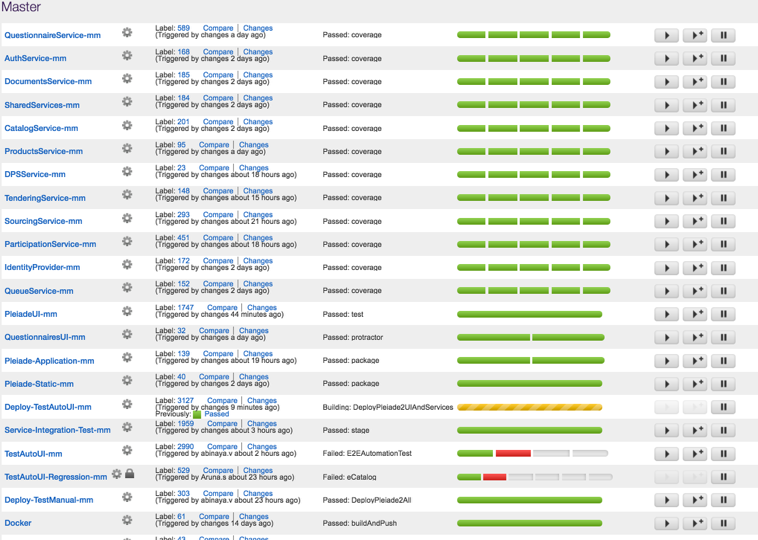 Master
QuestionnaireService-mm Label: 589 Compare | Changes Passed: coverage
(Triggered by changes a day ago)
AuthService-mm Label: 168 Compare | Changes Passed: coverage
(Triggered by changes 2 days ago)
DocumentsService-mm Label: 185 Compare | Changes Passed: coverage
(Triggered by changes 2 days ago)
SharedServices-mm Label: 184 Compare | Changes Passed: coverage
(Triggered by changes 2 days ago)
CatalogService-mm Label: 201 Compare | Changes Passed: coverage
(Triggered by changes 2 days ago)
ProductsService-mm Label: 95 Compare | Changes Passed: coverage
(Triggered by changes a day ago)
DPSService-mm Label: 23 Compare | Changes Passed: coverage
(Triggered by changes about 18 hours ago)
TenderingService-mm Label: 148 Compare | Changes Passed: coverage
(Triggered by changes about 15 hours ago)
SourcingService-mm Label: 293 Compare | Changes Passed: coverage
(Triggered by changes about 21 hours ago)
ParticipationService-mm Label: 451 Compare | Changes Passed: coverage
(Triggered by changes about 18 hours ago)
IdentityProvider-mm Label: 172 Compare | Changes Passed: coverage
(Triggered by changes 2 days ago)
QueueService-mm Label: 152 Compare | Changes Passed: coverage
(Triggered by changes 2 days ago)
PleiadeUI-mm Label: 1747 Compare | Changes Passed: test
(Triggered by changes 44 minutes ago)
QuestionnairesUI-mm Label: 32 Compare | Changes Passed: protractor
(Triggered by changes a day ago)
Pleiade-Application-mm Label: 139 Compare | Changes Passed: package
(Triggered by changes about 19 hours ago)
Pleiade-Static-mm Label: 40 Compare | Changes Passed: package
(Triggered by changes 2 days ago)
Deploy-TestAutoUI-mm Label: 3127 Compare | Changes Building: DeployPleiade2UIAndServices
(Triggered by changes 9 minutes ago)
Previously: Passed
Service-Integration-Test-mm Label: 1959 Compare | Changes Passed: stage
(Triggered by changes about 3 hours ago)
TestAutoUI-mm Label: 2990 Compare | Changes Failed: E2EAutomationTest
(Triggered by abinaya.v about 2 hours ago)
TestAutoUI-Regression-mm Label: 529 Compare | Changes Failed: eCatalog
(Triggered by Aruna.s about 23 hours ago)
Deploy-TestManual-mm Label: 303 Compare | Changes Passed: DeployPleiade2All
(Triggered by abinaya.v about 23 hours ago)
Docker Label: 61 Compare | Changes Passed: buildAndPush
(Triggered by changes 14 days ago)
Label: 43 Compare | Changes